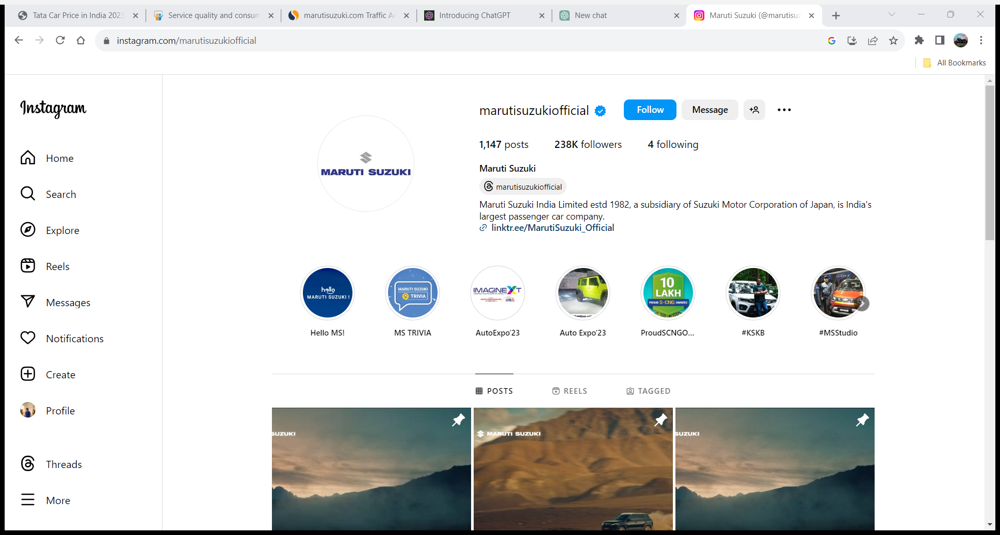 Tata Car Price in India 2023
Service quality and consum
marutisuzuki.com Traffic An
Introducing ChatGPT
New chat
Maruti Suzuki (@marutisuz
instagram.com/marutisuzukiofficial
All Bookmarks
Instagram
Home
Search
Explore
Reels
Messages
Notifications
Create
Profile
Threads
More
MARUTI SUZUKI
marutisuzukiofficial
Follow
Message
1,147 posts
238K followers
4 following
Maruti Suzuki
marutisuzukiofficial
Maruti Suzuki India Limited estd 1982, a subsidiary of Suzuki Motor Corporation of Japan, is India's
largest passenger car company.
linktr.ee/MarutiSuzuki_Official
hello
MARUTI SUZUKI !
MARUTI SUZUKI
TRIVIA
IMAGINEXT
10
LAKH
PROUD S-CNG OWNERS
IGNIS
Hello MS!
MS TRIVIA
AutoExpo'23
Auto Expo'23
ProudSCNGO...
#KSKB
#MSStudio
POSTS
REELS
TAGGED
SUZUKI
MARUTI SUZUKI
SUZUKI